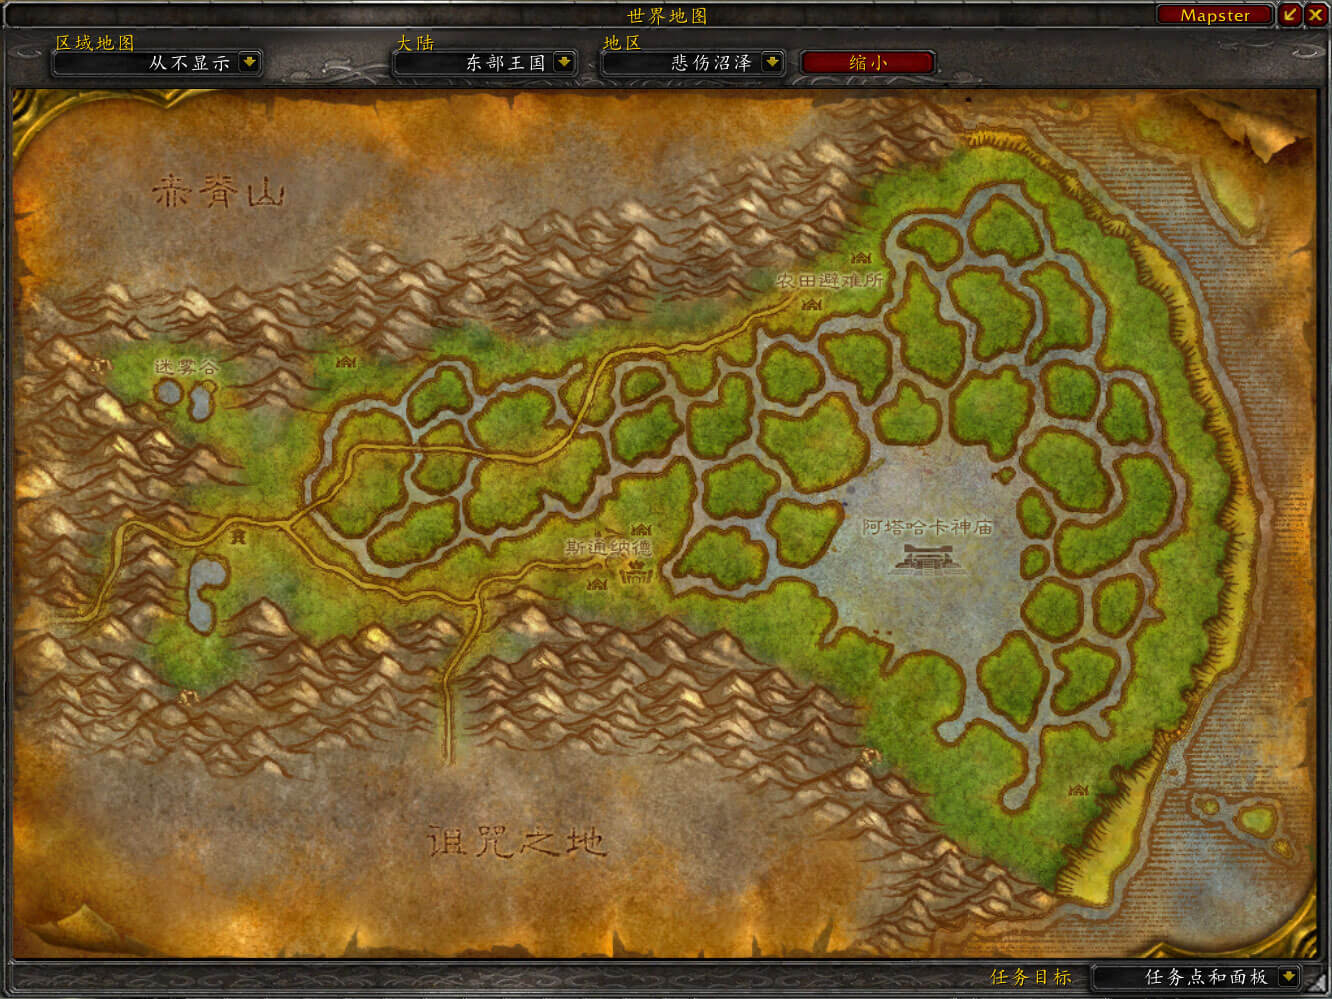 世界地图
Mapster
区域地图
大陆
地区
从不显示
东部王国
悲伤沼泽
缩小
赤脊山
农田避难所
迷雾谷
阿塔哈卡神庙
斯通纳德
诅咒之地
任务目标
任务点和面板